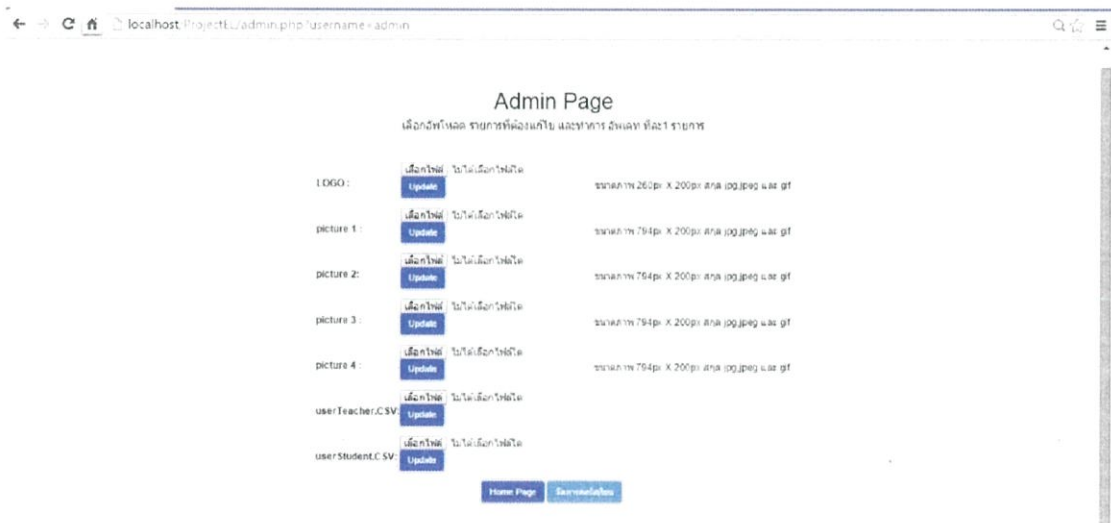 localhost/ProjectEL/admin.php?username=admin
Admin Page
เลือกอัพโหลด รายการที่ต้องแก้ไข และทำการ อัพเดท ทีละ1 รายการ
LOGO :
เลือกไฟล์ ไม่ได้เลือกไฟล์ใด
Update
ขนาดภาพ 260px X 200px สกุล jpg,jpeg และ gif
picture 1 :
เลือกไฟล์ ไม่ได้เลือกไฟล์ใด
Update
ขนาดภาพ 794px X 200px สกุล jpg,jpeg และ gif
picture 2:
เลือกไฟล์ ไม่ได้เลือกไฟล์ใด
Update
ขนาดภาพ 794px X 200px สกุล jpg,jpeg และ gif
picture 3 :
เลือกไฟล์ ไม่ได้เลือกไฟล์ใด
Update
ขนาดภาพ 794px X 200px สกุล jpg,jpeg และ gif
picture 4 :
เลือกไฟล์ ไม่ได้เลือกไฟล์ใด
Update
ขนาดภาพ 794px X 200px สกุล jpg,jpeg และ gif
userTeacher.CSV:
เลือกไฟล์ ไม่ได้เลือกไฟล์ใด
Update
userStudent.CSV:
เลือกไฟล์ ไม่ได้เลือกไฟล์ใด
Update
Home Page